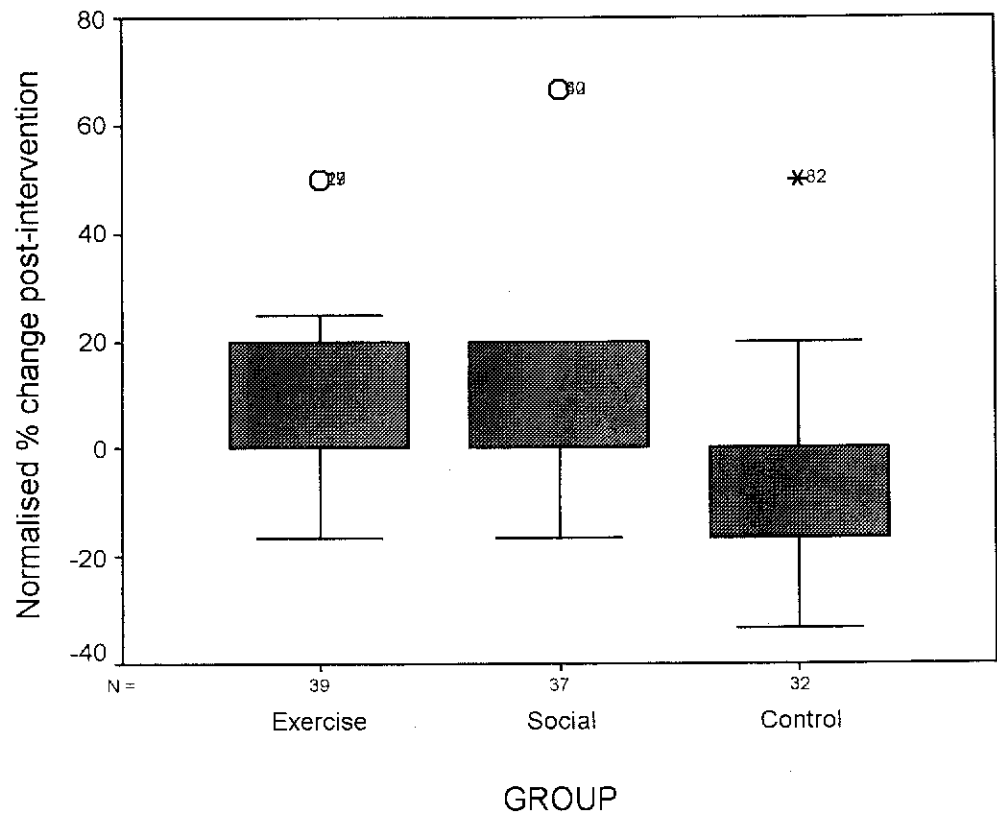 Normalised % change post-intervention
80
60
40
20
0
-20
-40
82
N =
39
37
32
Exercise
Social
Control
GROUP